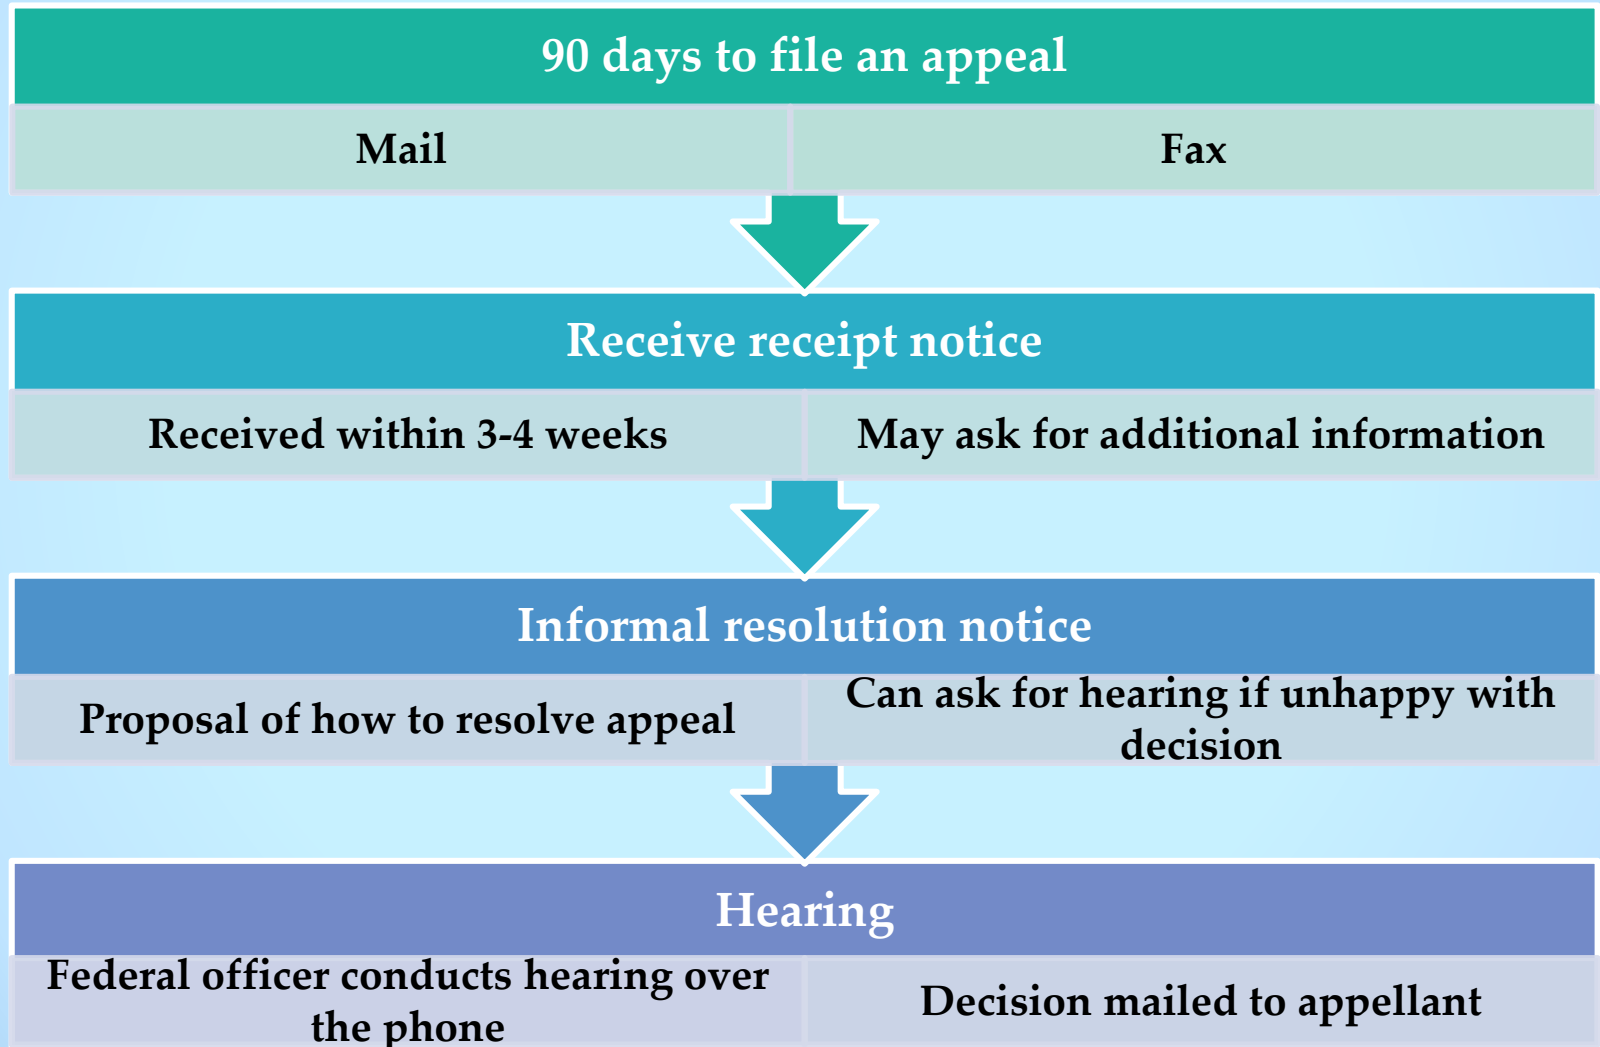 90 days to file an appeal
Mail
Fax
Receive receipt notice
Received within 3-4 weeks
May ask for additional information
Informal resolution notice
Proposal of how to resolve appeal
Can ask for hearing if unhappy with
decision
Hearing
Federal officer conducts hearing over
the phone
Decision mailed to appellant